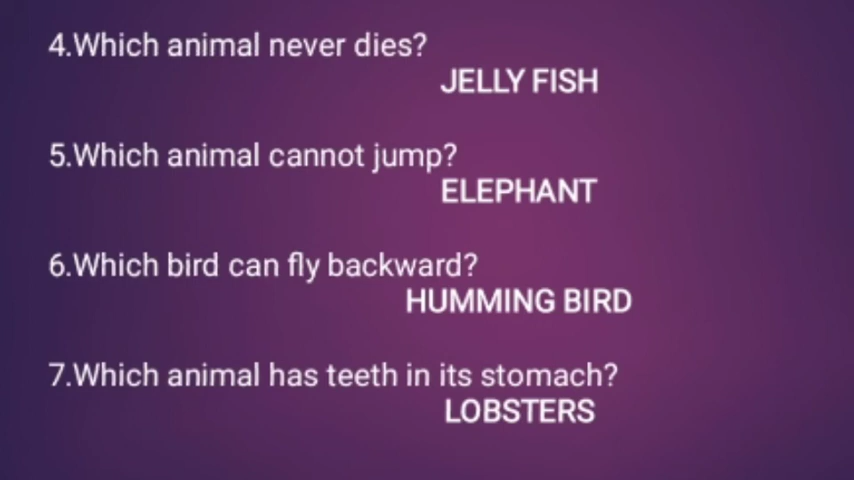 4.Which animal never dies?
JELLY FISH
5.Which animal cannot jump?
ELEPHANT
6.Which bird can fly backward?
HUMMING BIRD
7.Which animal has teeth in its stomach?
LOBSTERS